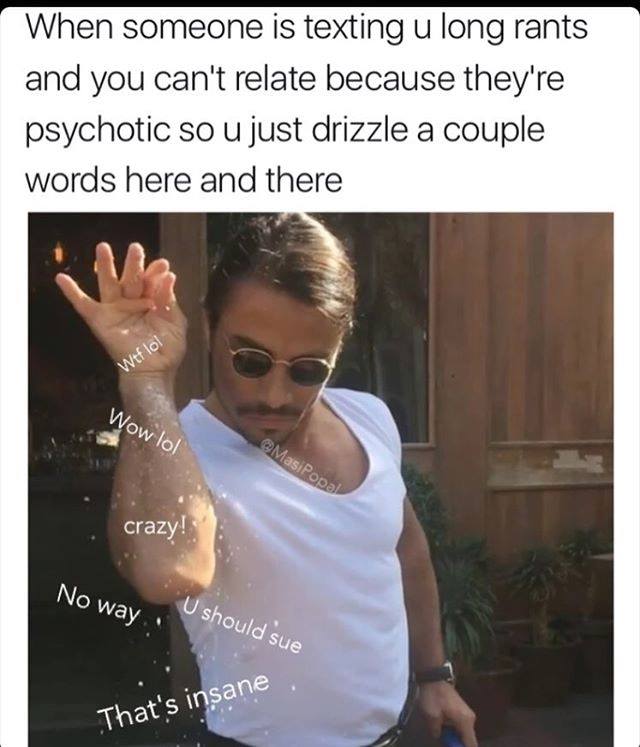 When someone is texting u long rants
and you can't relate because they're
psychotic so u just drizzle a couple
words here and there
Wtf lol
Wow lol
@MasiPopal
crazy!
No way
U should sue
That's insane